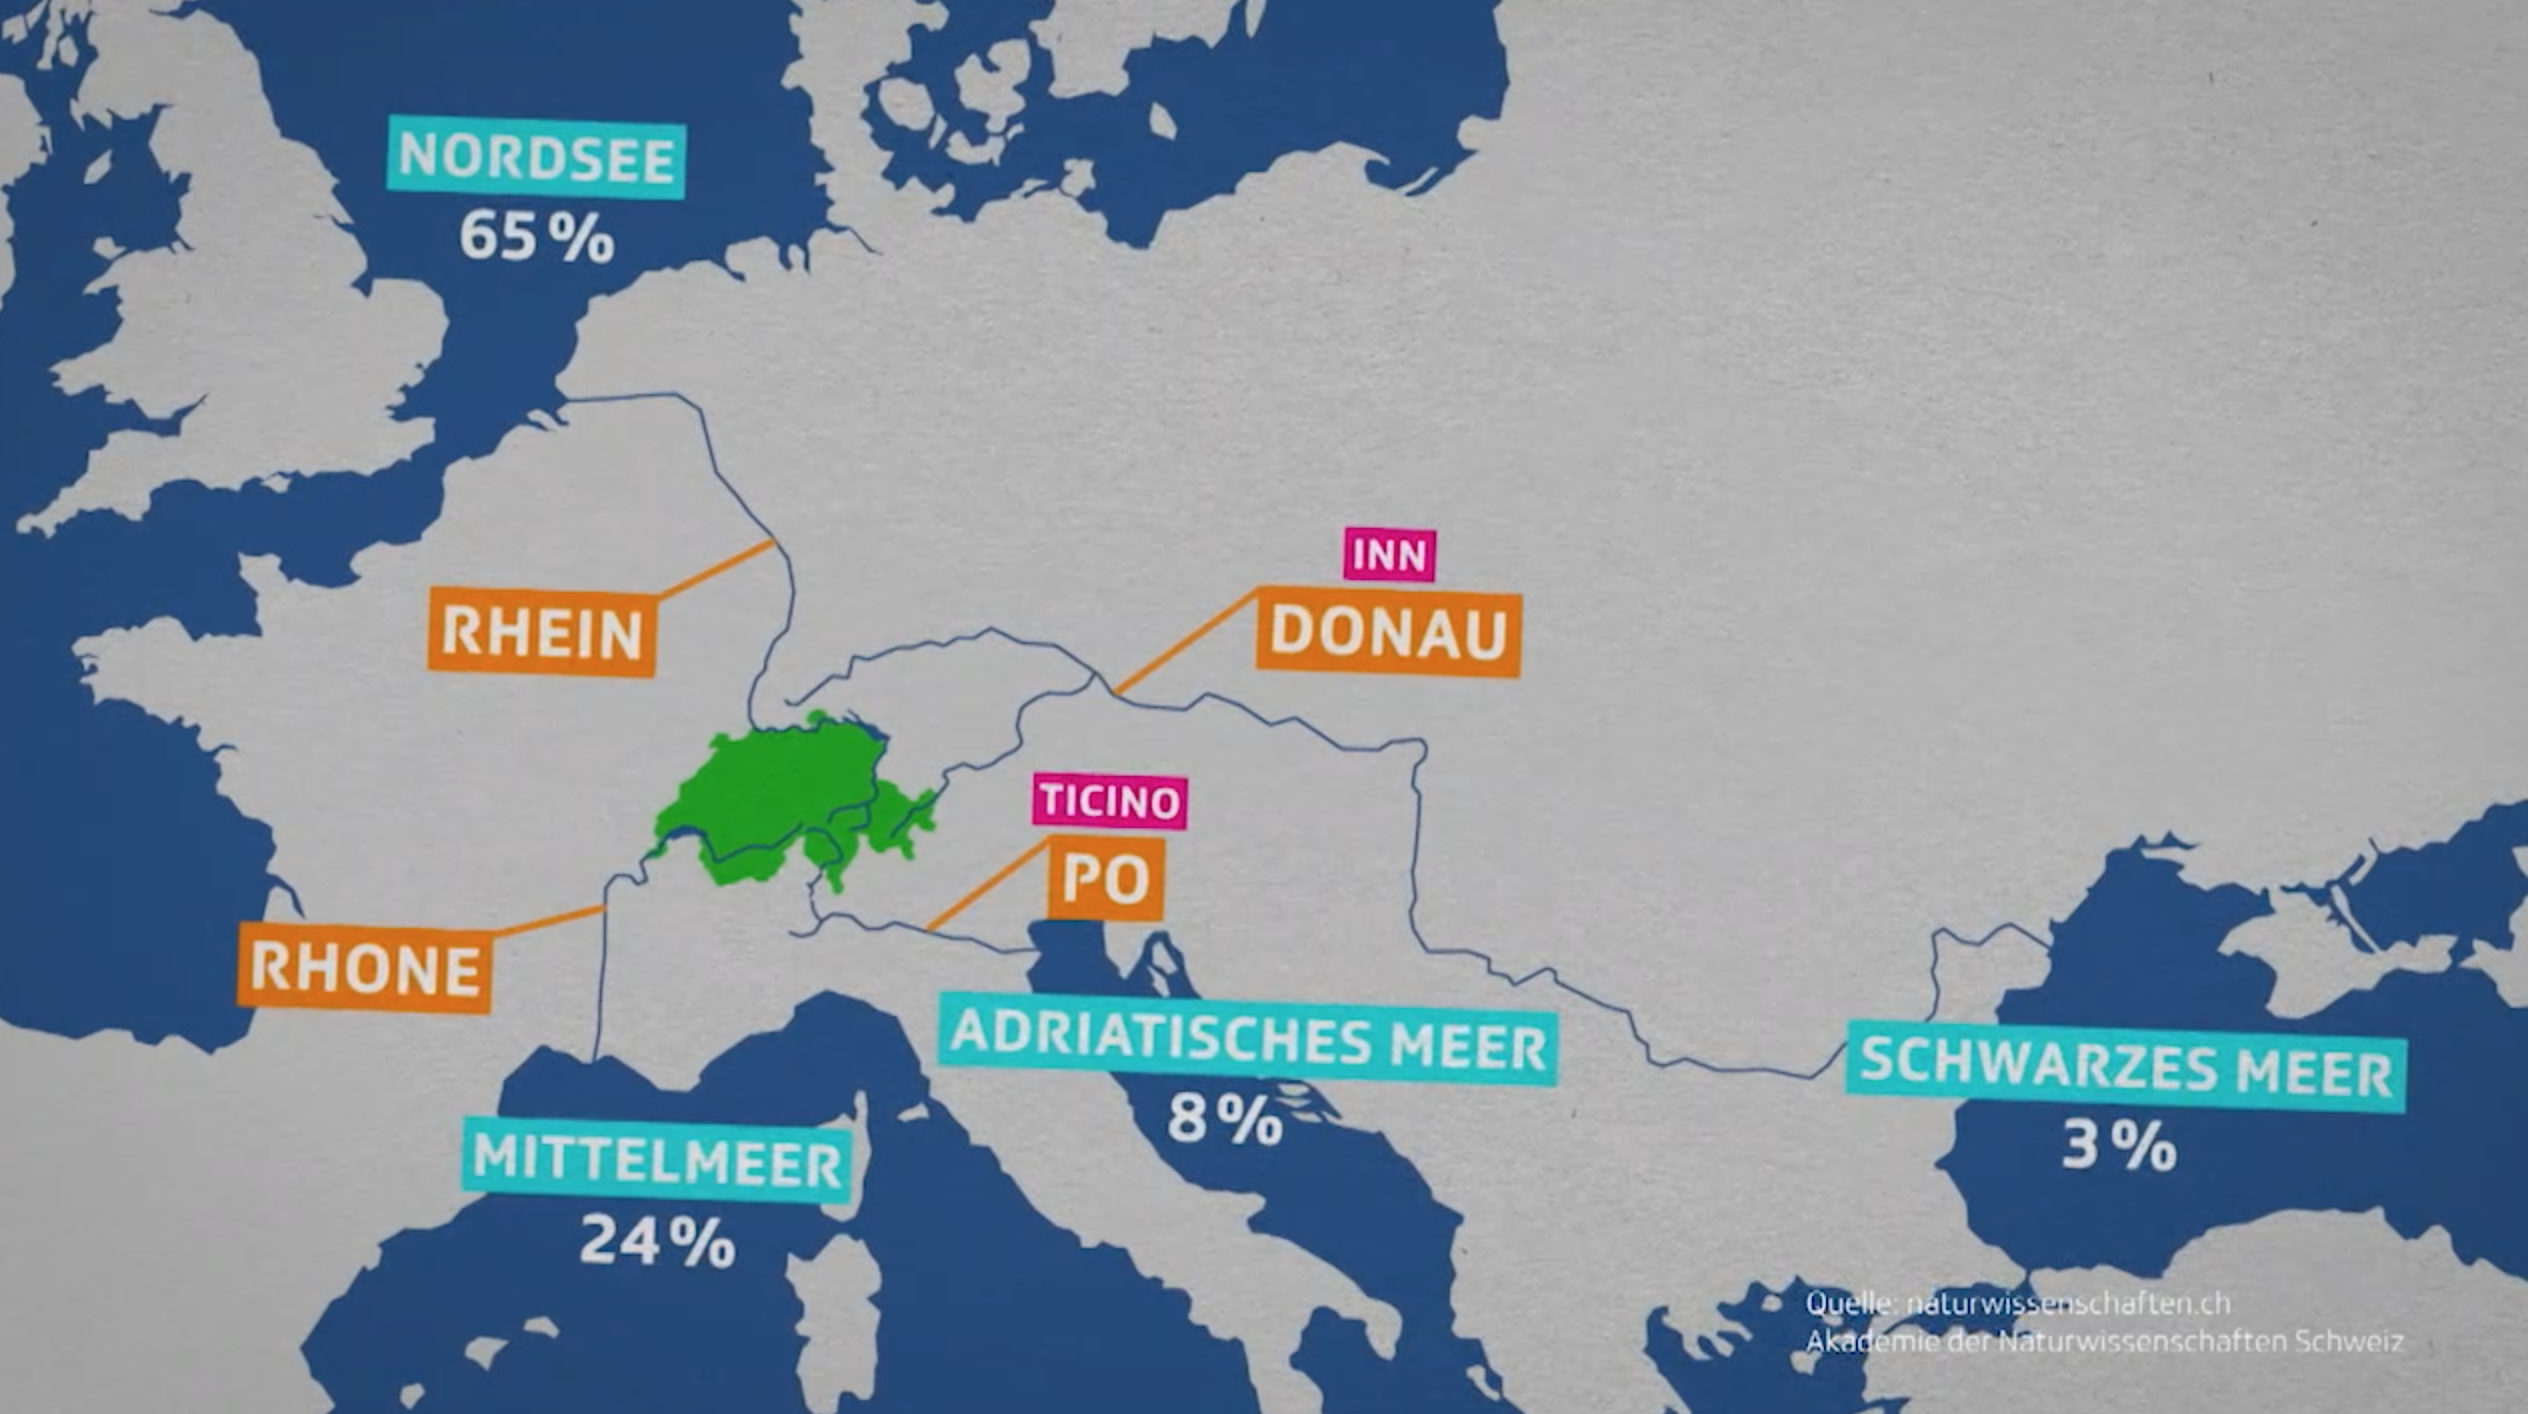 NORDSEE
65%
INN
RHEIN
DONAU
TICINO
PO
RHONE
ADRIATISCHES MEER
8%
SCHWARZES MEER
3%
MITTELMEER
24%
Quelle: naturwissenschaften.ch
Akademie der Naturwissenschaften Schweiz